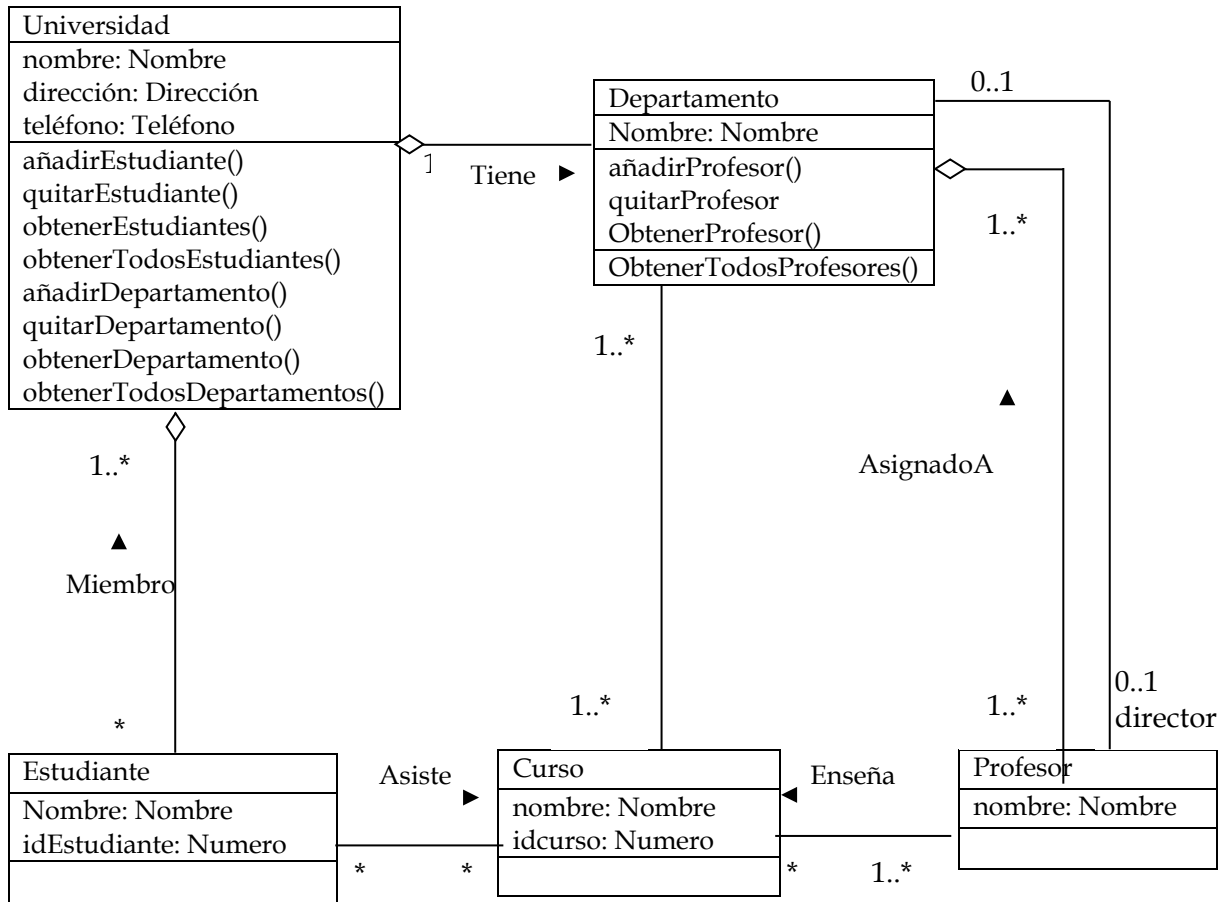 Universidad
nombre: Nombre
dirección: Dirección
teléfono: Teléfono
añadirEstudiante()
quitarEstudiante()
obtenerEstudiantes()
obtenerTodosEstudiantes()
añadirDepartamento()
quitarDepartamento()
obtenerDepartamento()
obtenerTodosDepartamentos()
1
Tiene
Departamento
Nombre: Nombre
añadirProfesor()
quitarProfesor
ObtenerProfesor()
ObtenerTodosProfesores()
0..1
1..*
1..*
AsignadoA
1..*
Miembro
*
1..*
1..*
0..1
director
Estudiante
Nombre: Nombre
idEstudiante: Numero
Asiste
*
*
Curso
nombre: Nombre
idcurso: Numero
Enseña
*
1..*
Profesor
nombre: Nombre